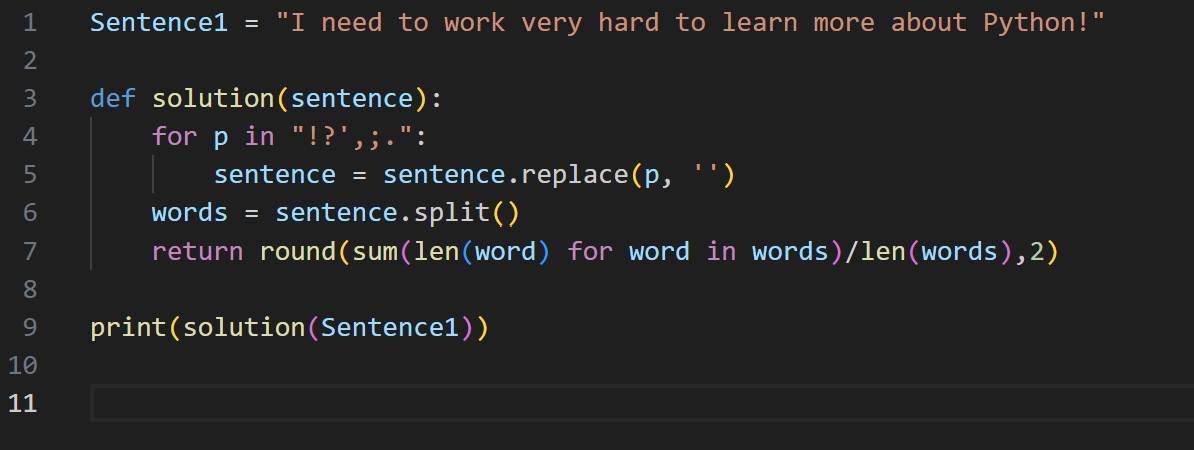 1 Sentence1 = "I need to work very hard to learn more about Python!"
2
3 def solution(sentence):
4     for p in "!?',;.":
5         sentence = sentence.replace(p, '')
6     words = sentence.split()
7     return round(sum(len(word) for word in words)/len(words),2)
8
9 print(solution(Sentence1))
10
11